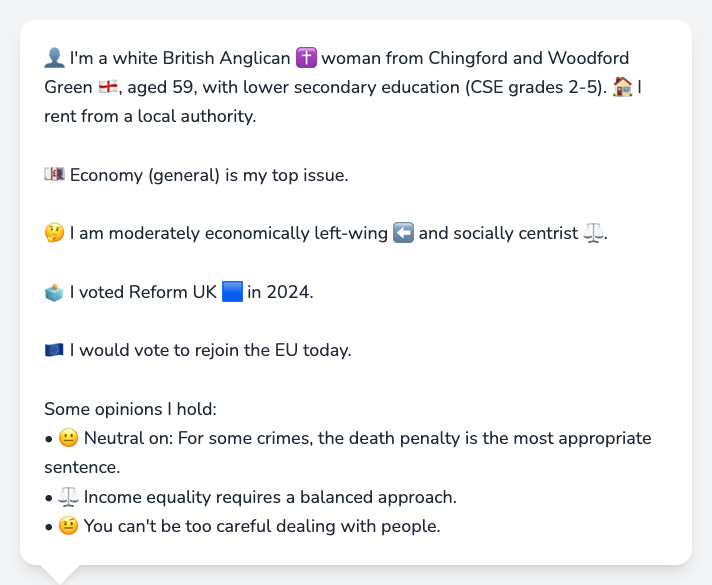 👤 I'm a white British Anglican ✝️ woman from Chingford and Woodford
Green 🏴󠁧󠁢󠁥󠁮󠁧󠁿, aged 59, with lower secondary education (CSE grades 2-5). 🏠 I
rent from a local authority.
💷 Economy (general) is my top issue.
🤔 I am moderately economically left-wing ⬅️ and socially centrist ⚖️.
🗳️ I voted Reform UK 🟦 in 2024.
🇪🇺 I would vote to rejoin the EU today.
Some opinions I hold:
• 😐 Neutral on: For some crimes, the death penalty is the most appropriate
sentence.
• ⚖️ Income equality requires a balanced approach.
• 🤨 You can't be too careful dealing with people.